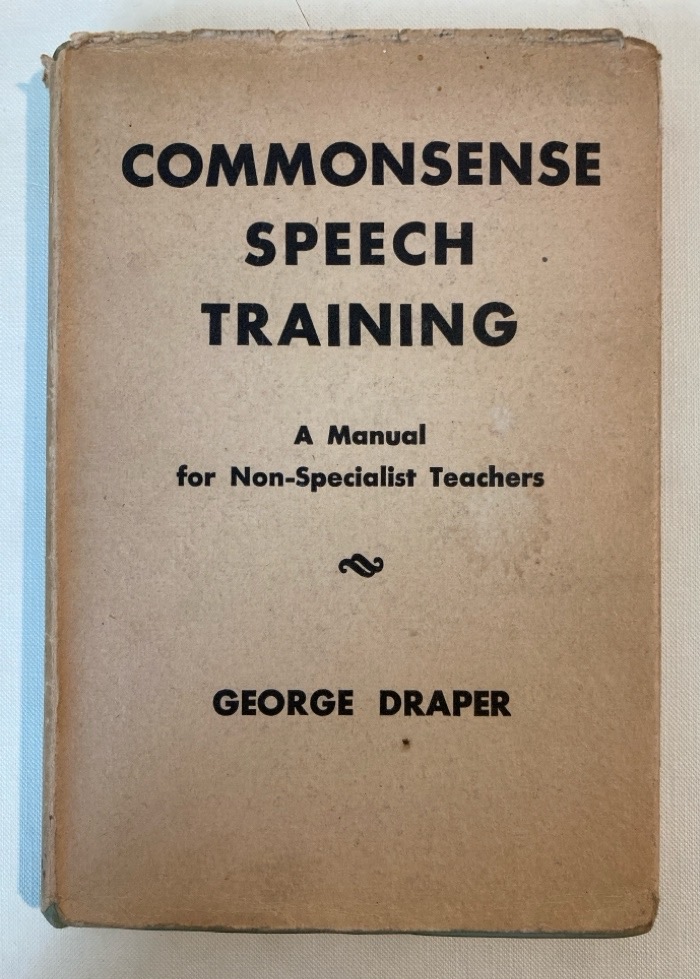 COMMONSENSE
SPEECH
TRAINING
A Manual
for Non-Specialist Teachers
GEORGE DRAPER